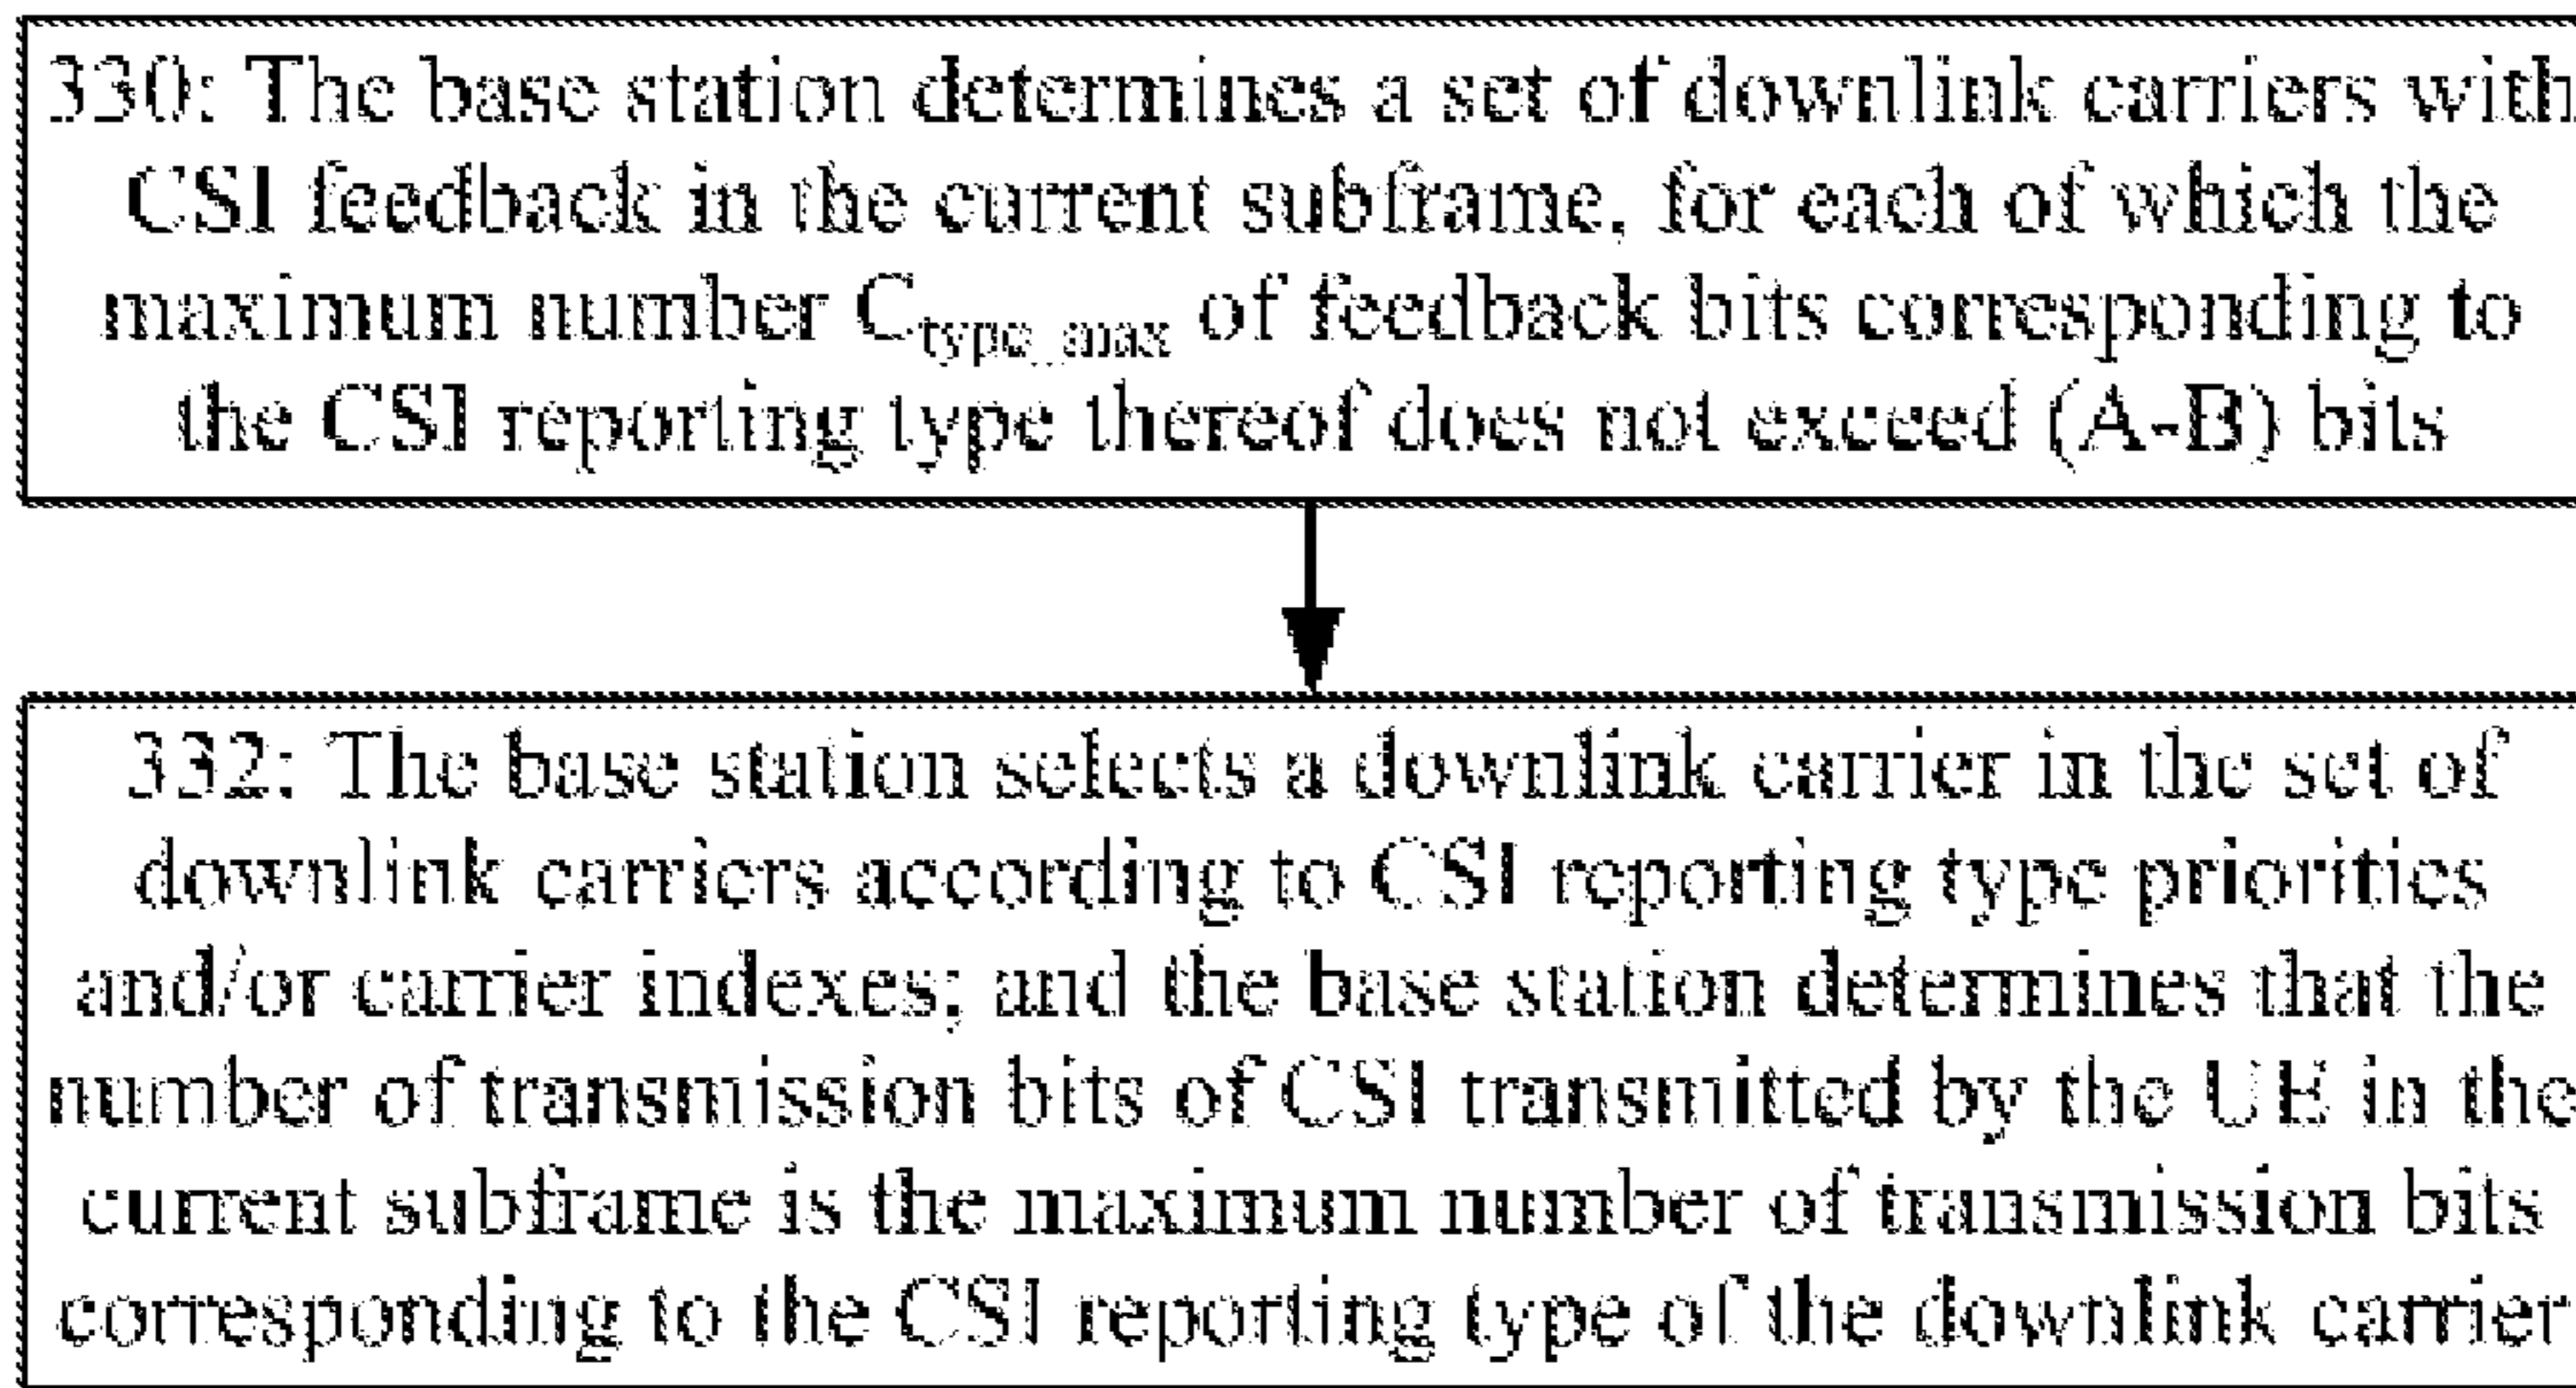 330: The base station determines a set of downlink carriers with
CSI feedback in the current subframe, for each of which the
maximum number Ctype_max of feedback bits corresponding to
the CSI reporting type thereof does not exceed (A-B) bits
332: The base station selects a downlink carrier in the set of
downlink carriers according to CSI reporting type priorities
and/or carrier indexes; and the base station determines that the
number of transmission bits of CSI transmitted by the UE in the
current subframe is the maximum number of transmission bits
corresponding to the CSI reporting type of the downlink carrier